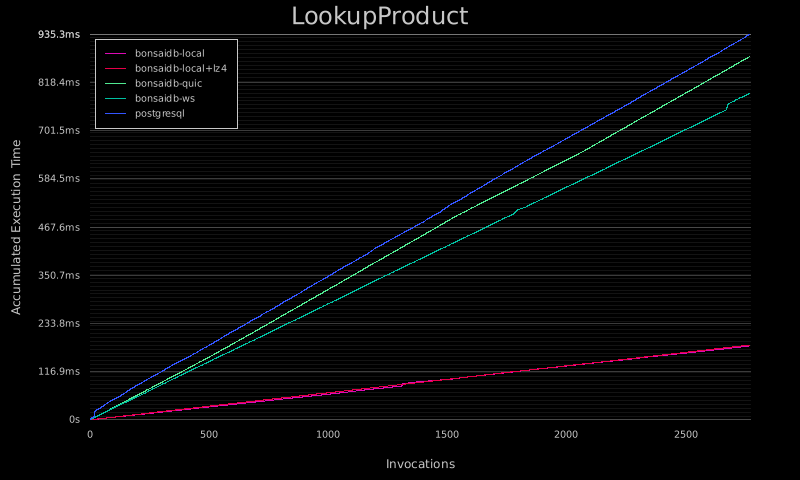 LookupProduct
935.3ms
818.4ms
701.5ms
584.5ms
467.6ms
350.7ms
233.8ms
116.9ms
0s
bonsaidb-local
bonsaidb-local+lz4
bonsaidb-quic
bonsaidb-ws
postgresql
Accumulated Execution Time
0
500
1000
1500
2000
2500
Invocations